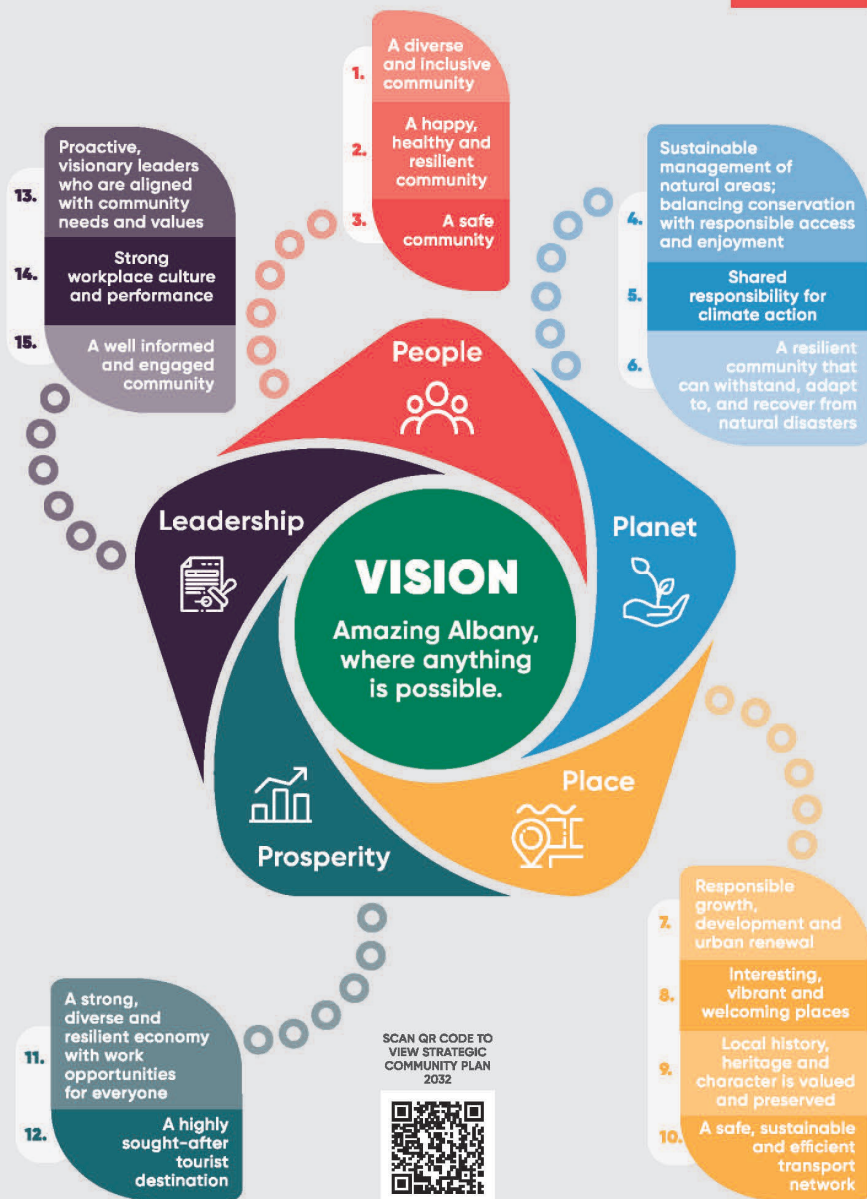 1.
A diverse
and inclusive
community
2.
A happy,
healthy and
resilient
community
3.
A safe
community
13.
Proactive,
visionary leaders
who are aligned
with community
needs and values
14.
Strong
workplace culture
and performance
15.
A well informed
and engaged
community
4.
Sustainable
management of
natural areas;
balancing conservation
with responsible access
and enjoyment
5.
Shared
responsibility for
climate action
6.
A resilient
community that
can withstand, adapt
to, and recover from
natural disasters
People
Leadership
Planet
VISION
Amazing Albany,
where anything
is possible.
Place
Prosperity
7.
Responsible
growth,
development and
urban renewal
8.
Interesting,
vibrant and
welcoming places
9.
Local history,
heritage and
character is valued
and preserved
10.
A safe, sustainable
and efficient
transport
network
11.
A strong,
diverse and
resilient economy
with work
opportunities
for everyone
12.
A highly
sought-after
tourist
destination
SCAN QR CODE TO
VIEW STRATEGIC
COMMUNITY PLAN
2032